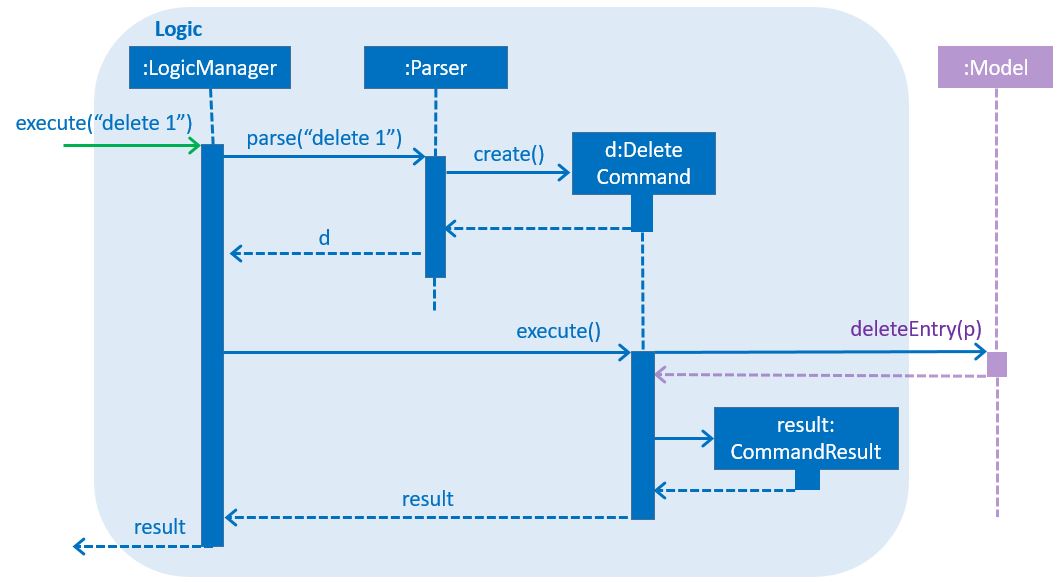 Logic
:LogicManager
:Parser
:Model
execute(“delete 1”)
parse(“delete 1”)
create()
d:Delete
Command
d
execute()
deleteEntry(p)
result:
CommandResult
result
result